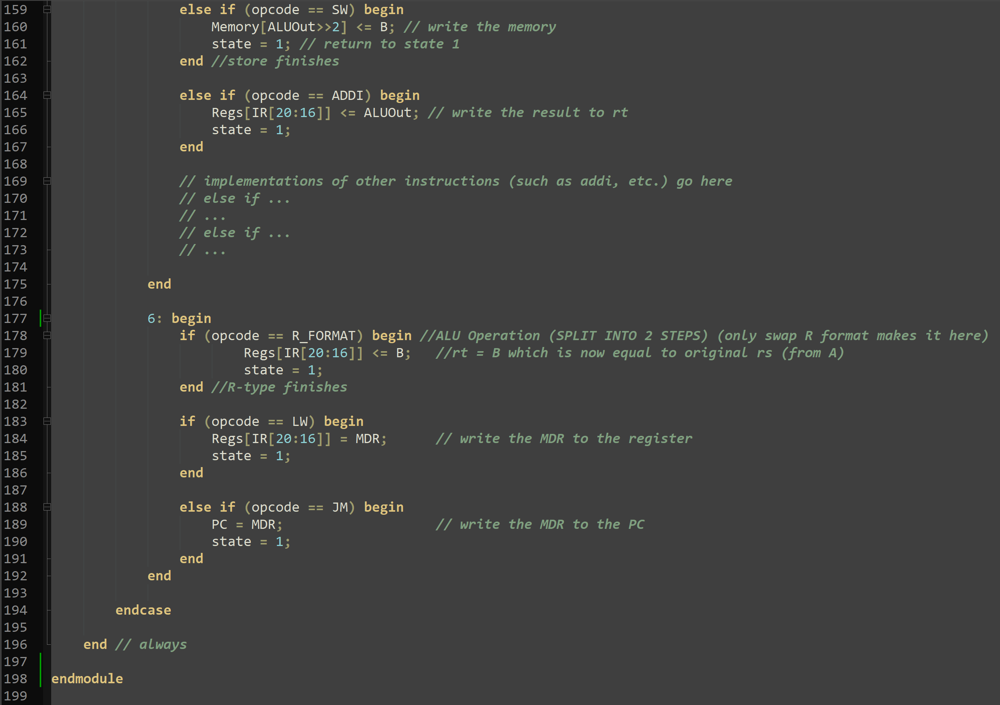 159 else if (opcode == SW) begin
160 Memory[ALUOut>>2] <= B; // write the memory
161 state = 1; // return to state 1
162 end //store finishes
163
164 else if (opcode == ADDI) begin
165 Regs[IR[20:16]] <= ALUOut; // write the result to rt
166 state = 1;
167 end
168
169 // implementations of other instructions (such as addi, etc.) go here
170 // else if ...
171 // ...
172 // else if ...
173 // ...
174
175 end
176
177 6: begin
178 if (opcode == R_FORMAT) begin //ALU Operation (SPLIT INTO 2 STEPS) (only swap R format makes it here)
179 Regs[IR[20:16]] <= B; //rt = B which is now equal to original rs (from A)
180 state = 1;
181 end //R-type finishes
182
183 if (opcode == LW) begin
184 Regs[IR[20:16]] = MDR; // write the MDR to the register
185 state = 1;
186 end
187
188 else if (opcode == JM) begin
189 PC = MDR; // write the MDR to the PC
190 state = 1;
191 end
192 end
193
194 endcase
195
196 end // always
197
198 endmodule
199